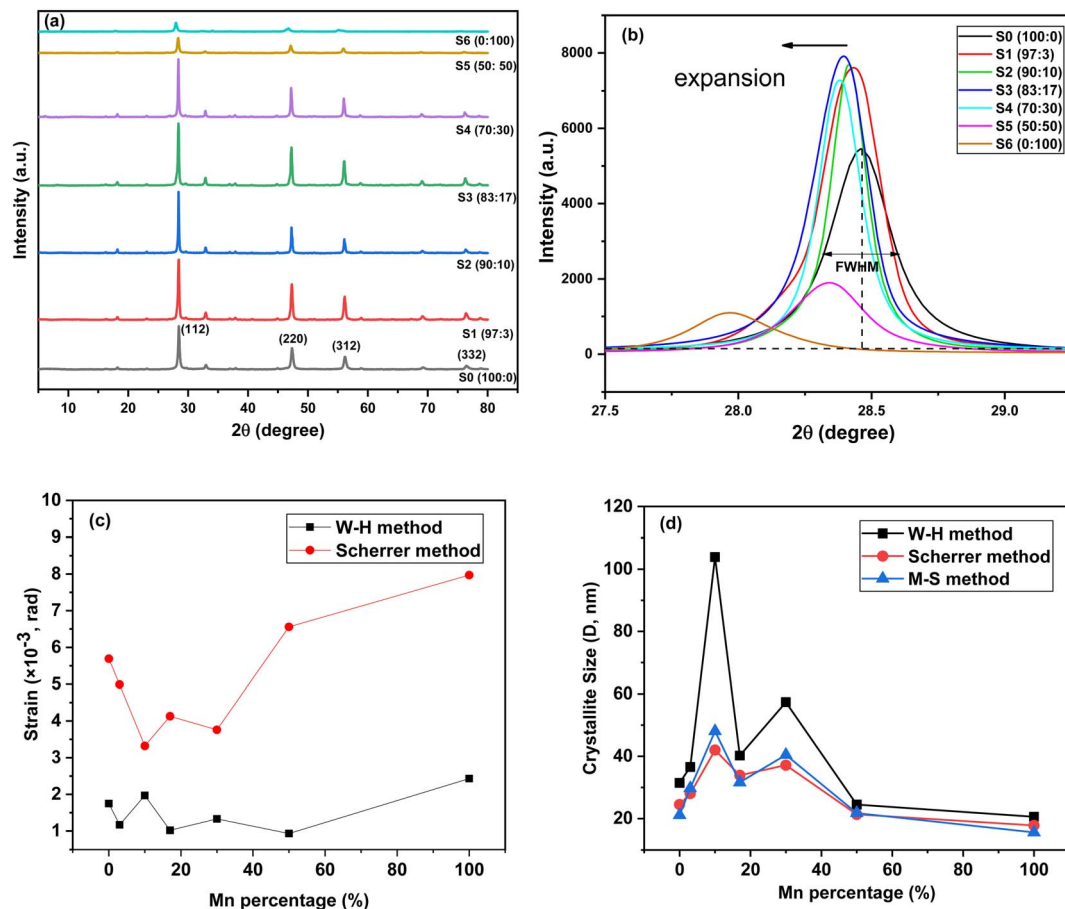 (a)
S6 (0:100)
S5 (50: 50)
S4 (70:30)
S3 (83:17)
S2 (90:10)
S1 (97:3)
(112)
(220)
(312)
(332)
S0 (100:0)
10 20 30 40 50 60 70 80
2θ (degree)
Intensity (a.u.)
(b)
expansion
S0 (100:0)
S1 (97:3)
S2 (90:10)
S3 (83:17)
S4 (70:30)
S5 (50:50)
S6 (0:100)
FWHM
8000
6000
4000
2000
0
27.5 28.0 28.5 29.0
2θ (degree)
Intensity (a.u.)
(c)
W-H method
Scherrer method
10
9
8
7
6
5
4
3
2
1
0 20 40 60 80 100
Mn percentage (%)
Strain (×10⁻³, rad)
(d)
W-H method
Scherrer method
M-S method
120
100
80
60
40
20
0 20 40 60 80 100
Mn percentage (%)
Crystallite Size (D, nm)